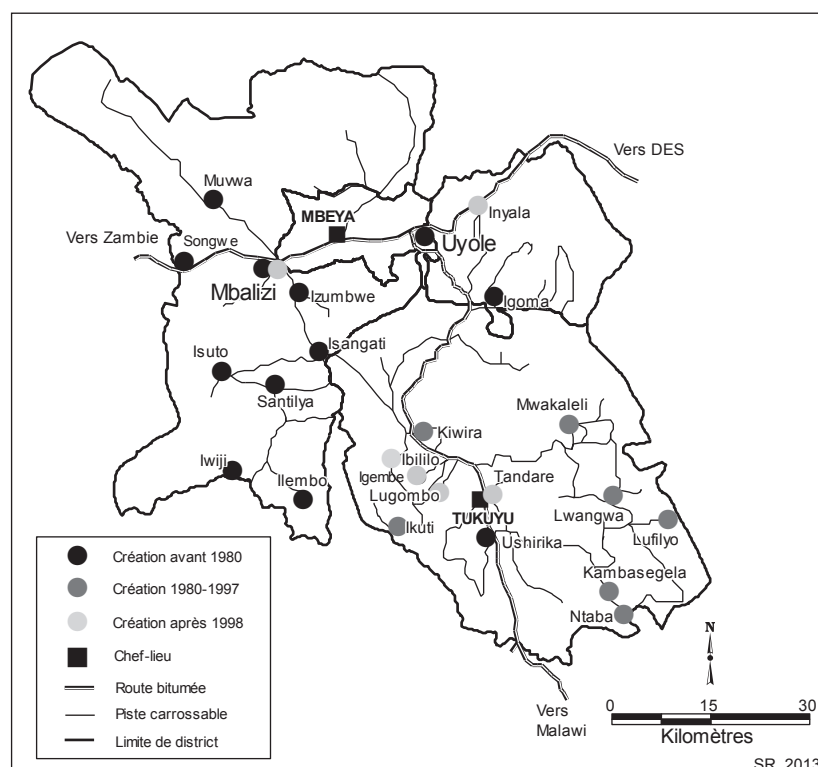 Vers DES
Muvwa
MBEYA
Inyala
Vers Zambie
Songwe
Uyole
Mbalizi
Izumbwe
Igoma
Isangati
Isuto
Santilya
Mwakaleli
Kiwira
Ibililo
Iwiji
Igembe
Tandare
Ilembo
Lugombo
Lwangwa
TUKUYU
Ikuti
Ushirika
Lufilyo
Kambasegela
Ntaba
Création avant 1980
Création 1980-1997
Création après 1998
Chef-lieu
Route bitumée
Piste carrossable
Limite de district
N
Vers
Malawi
0 15 30
Kilomètres
SR, 2013